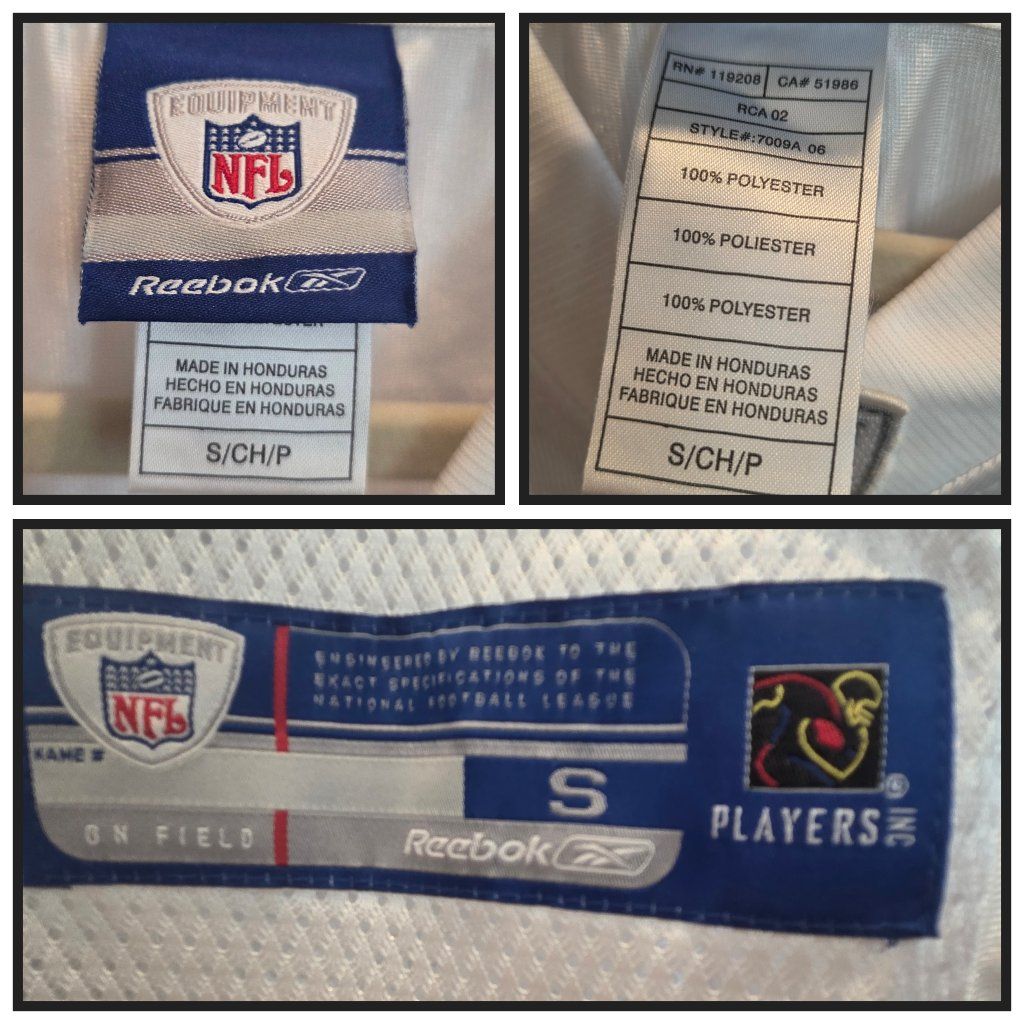 EQUIPMENT
NFL
Reebok
MADE IN HONDURAS
HECHO EN HONDURAS
FABRIQUE EN HONDURAS
S/CH/P
RN# 119208 CA# 51986
RCA 02
STYLE#:7009A 06
100% POLYESTER
100% POLIESTER
100% POLYESTER
MADE IN HONDURAS
HECHO EN HONDURAS
FABRIQUE EN HONDURAS
S/CH/P
EQUIPMENT
NFL
NAME #
ENGINEERED BY REEBOK TO THE
EXACT SPECIFICATIONS OF THE
NATIONAL FOOTBALL LEAGUE
S
ON FIELD
Reebok
PLAYERS INC